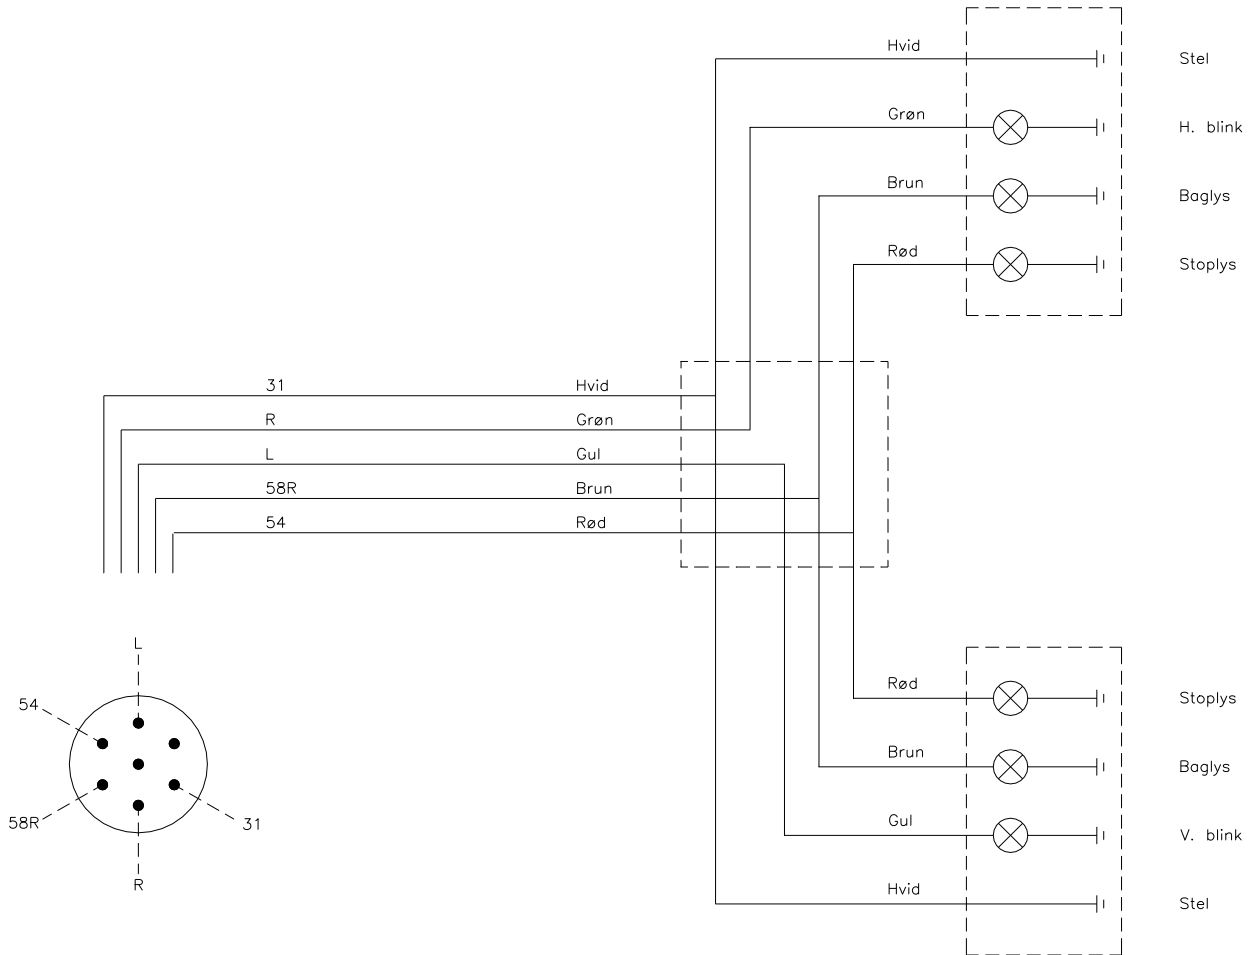 Hvid
Stel
Grøn
H. blink
Brun
Baglys
Rød
Stoplys
31 Hvid
R Grøn
L Gul
58R Brun
54 Rød
L
54
58R
31
R
Rød
Stoplys
Brun
Baglys
Gul
V. blink
Hvid
Stel